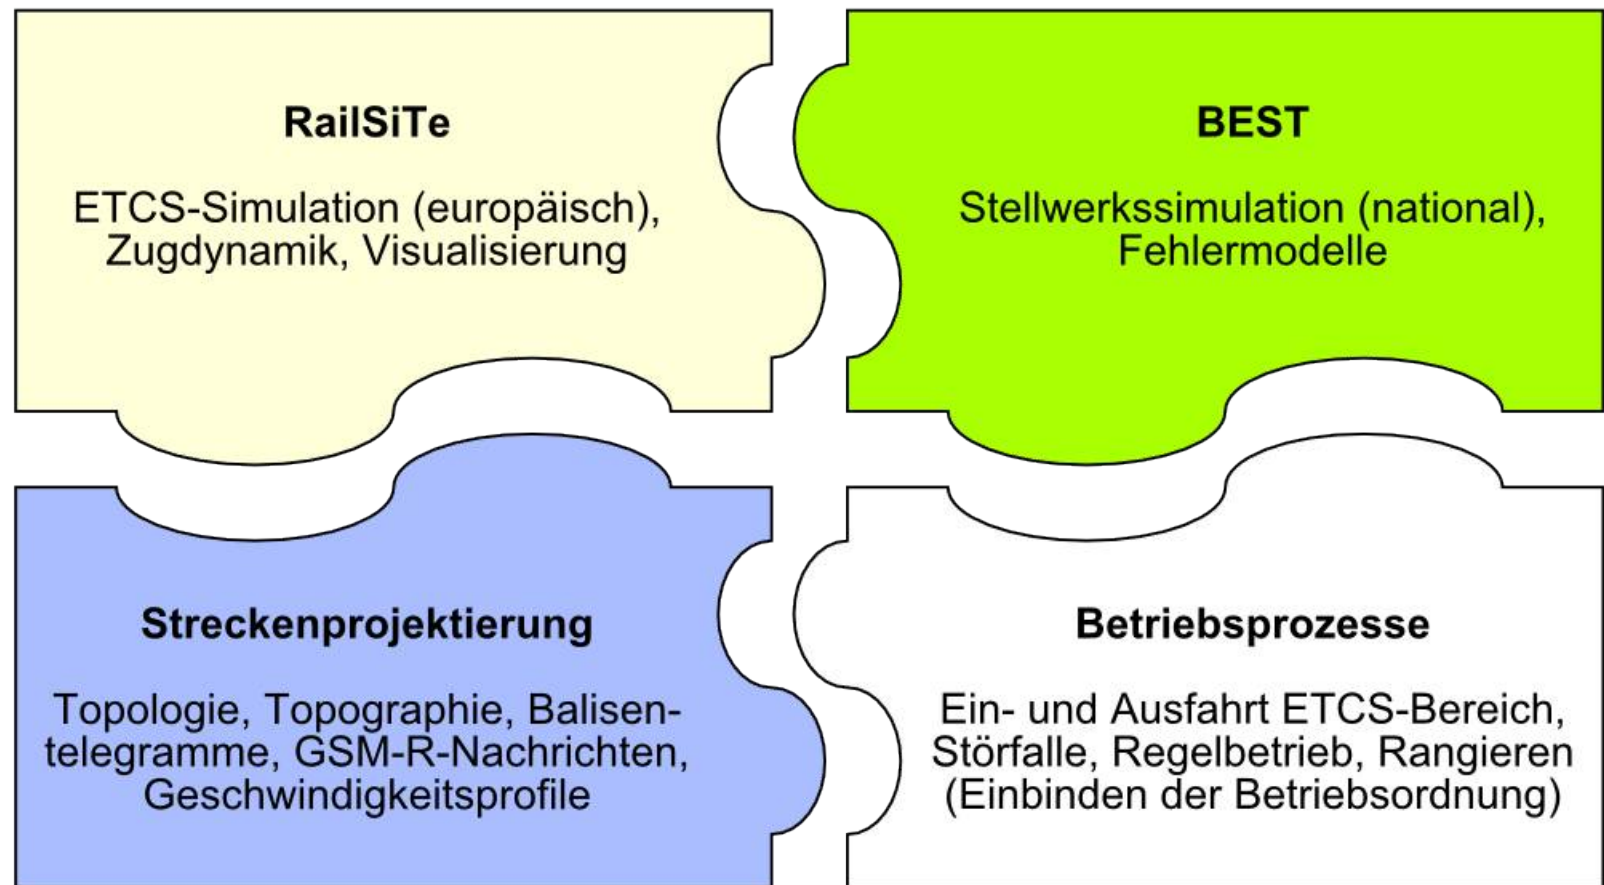 RailSiTe
ETCS-Simulation (europäisch),
Zugdynamik, Visualisierung
BEST
Stellwerkssimulation (national),
Fehlermodelle
Streckenprojektierung
Topologie, Topographie, Balisen-
telegramme, GSM-R-Nachrichten,
Geschwindigkeitsprofile
Betriebsprozesse
Ein- und Ausfahrt ETCS-Bereich,
Störfalle, Regelbetrieb, Rangieren
(Einbinden der Betriebsordnung)